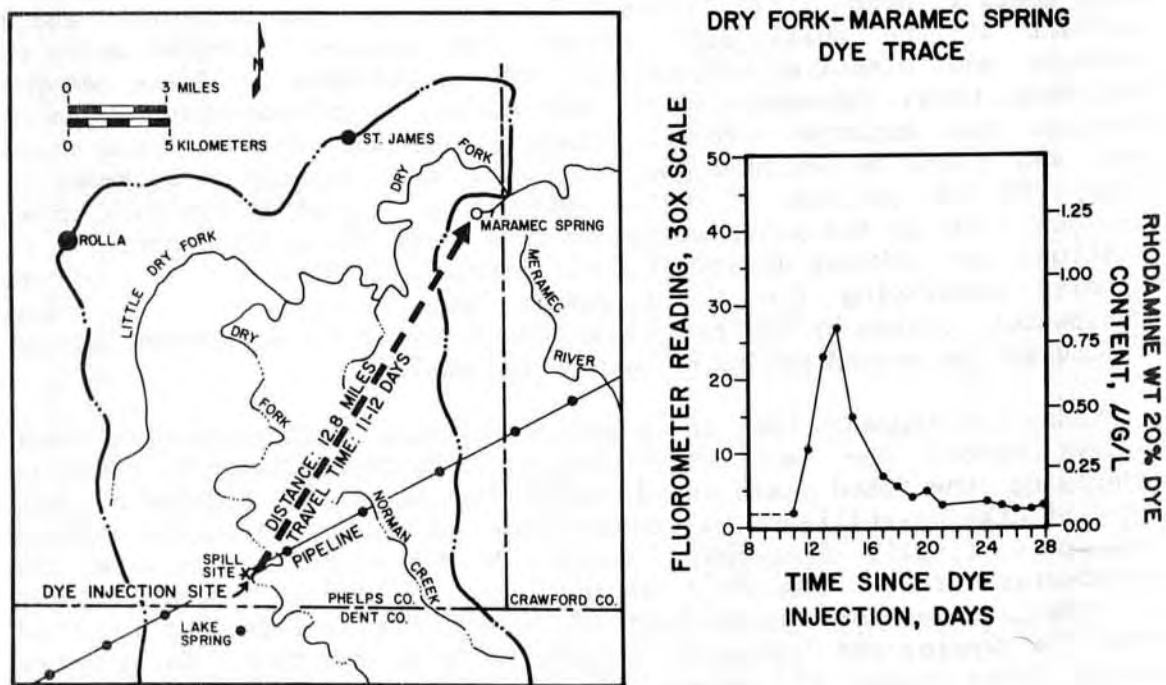 N
0 3 MILES
0 5 KILOMETERS
ST. JAMES
ROLLA
LITTLE DRY FORK
DRY FORK
MARAMEC SPRING
MERAMEC RIVER
DRY FORK
DISTANCE: 12.8 MILES
TRAVEL TIME: 11-12 DAYS
PIPELINE
NORMAN CREEK
SPILL SITE
DYE INJECTION SITE
PHELPS CO.
DENT CO.
CRAWFORD CO.
LAKE SPRING
DRY FORK-MARAMEC SPRING
DYE TRACE
FLUOROMETER READING, 30X SCALE
50
40
30
20
10
0
8 12 16 20 24 28
1.25
1.00
0.75
0.50
0.25
0.00
RHODAMINE WT 20% DYE
CONTENT, µG/L
TIME SINCE DYE
INJECTION, DAYS